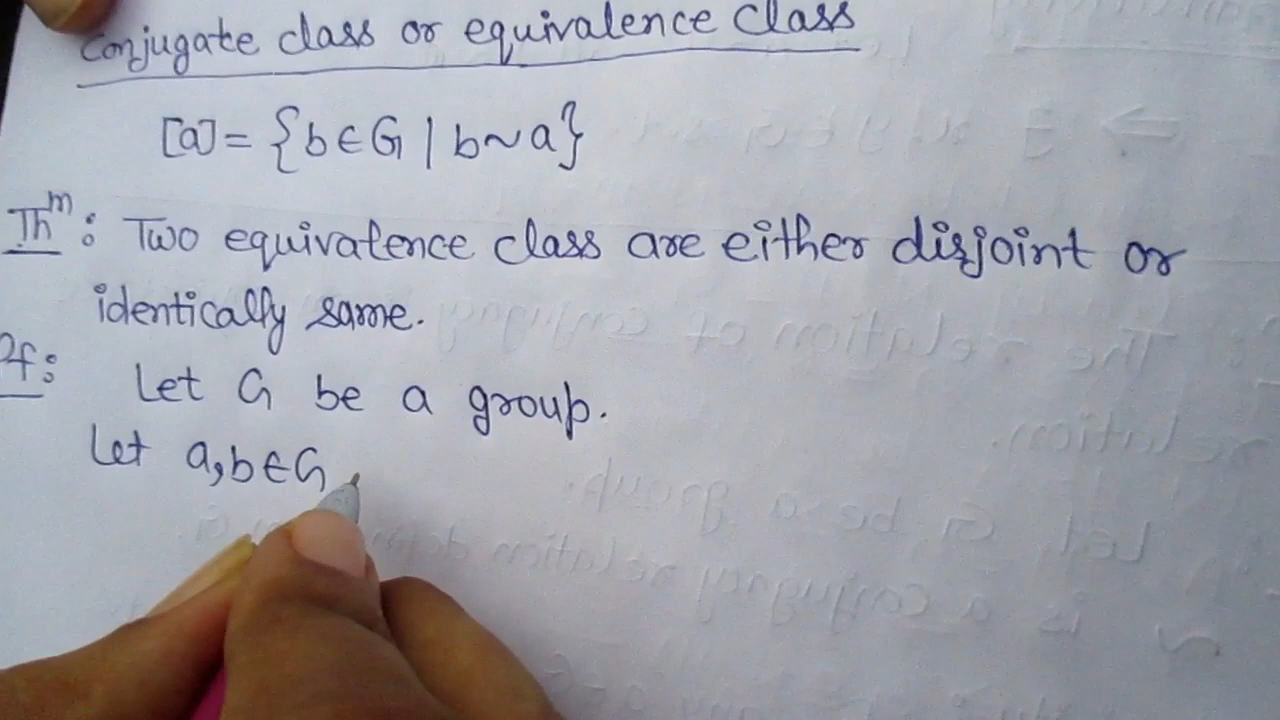 Conjugate class or equivalence class
[a] = {b∈G | b~a}
Thm: Two equivalence class are either disjoint or
identically same.
Pf: Let G be a group.
Let a,b∈G